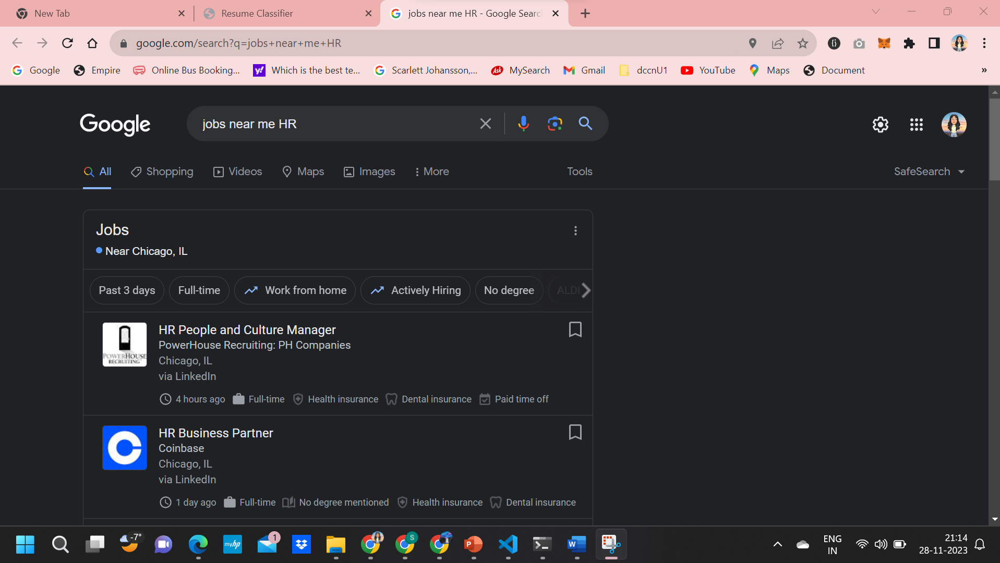 New Tab
Resume Classifier
jobs near me HR - Google Searc
google.com/search?q=jobs+near+me+HR
Google
Empire
Online Bus Booking...
Which is the best te...
Scarlett Johansson,...
Ask
MySearch
Gmail
dccnU1
YouTube
Maps
Document
»
Google
jobs near me HR
All
Shopping
Videos
Maps
Images
More
Tools
SafeSearch
Jobs
Near Chicago, IL
Past 3 days
Full-time
Work from home
Actively Hiring
No degree
ALDI
POWERHOUSE
RECRUITING
HR People and Culture Manager
PowerHouse Recruiting: PH Companies
Chicago, IL
via LinkedIn
4 hours ago
Full-time
Health insurance
Dental insurance
Paid time off
HR Business Partner
Coinbase
Chicago, IL
via LinkedIn
1 day ago
Full-time
No degree mentioned
Health insurance
Dental insurance
-7°
myhp
1
S
P
W
ENG
IN
21:14
28-11-2023